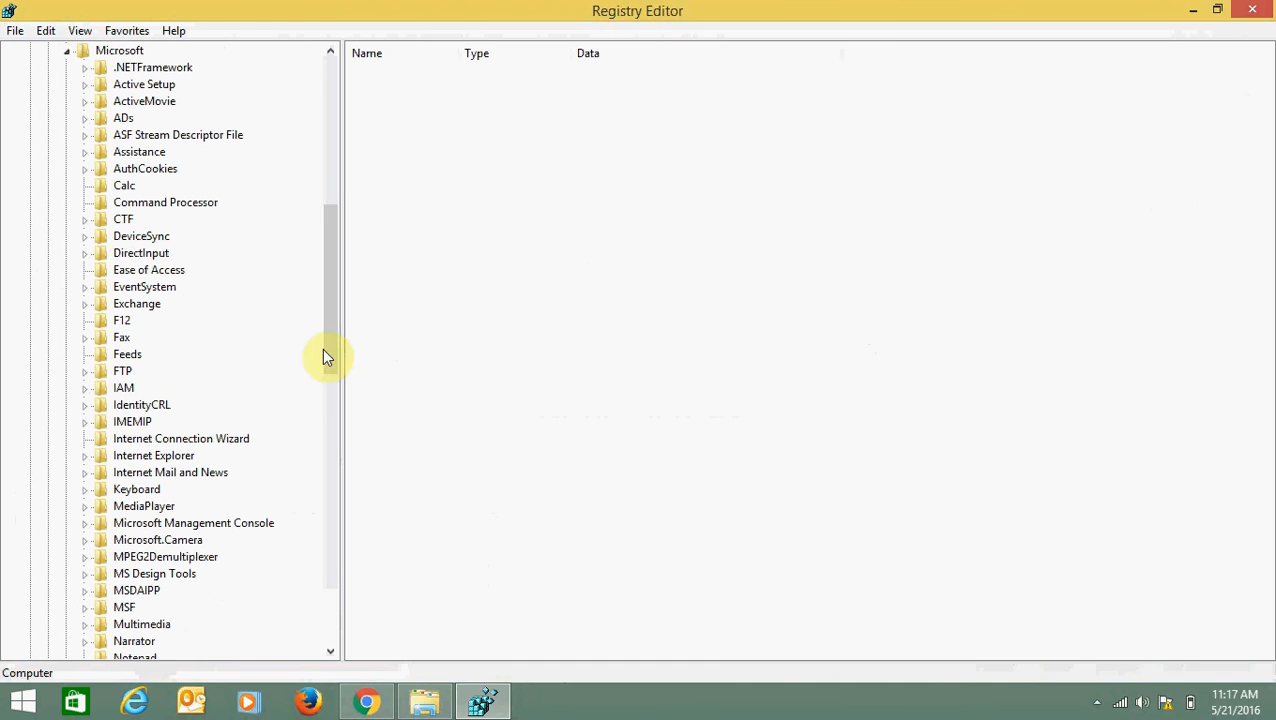 Registry Editor
File Edit View Favorites Help
Microsoft
.NETFramework
Active Setup
ActiveMovie
ADs
ASF Stream Descriptor File
Assistance
AuthCookies
Calc
Command Processor
CTF
DeviceSync
DirectInput
Ease of Access
EventSystem
Exchange
F12
Fax
Feeds
FTP
IAM
IdentityCRL
IMEMIP
Internet Connection Wizard
Internet Explorer
Internet Mail and News
Keyboard
MediaPlayer
Microsoft Management Console
Microsoft.Camera
MPEG2Demultiplexer
MS Design Tools
MSDAIPP
MSF
Multimedia
Narrator
Notepad
Name Type Data
Computer
11:17 AM
5/21/2016